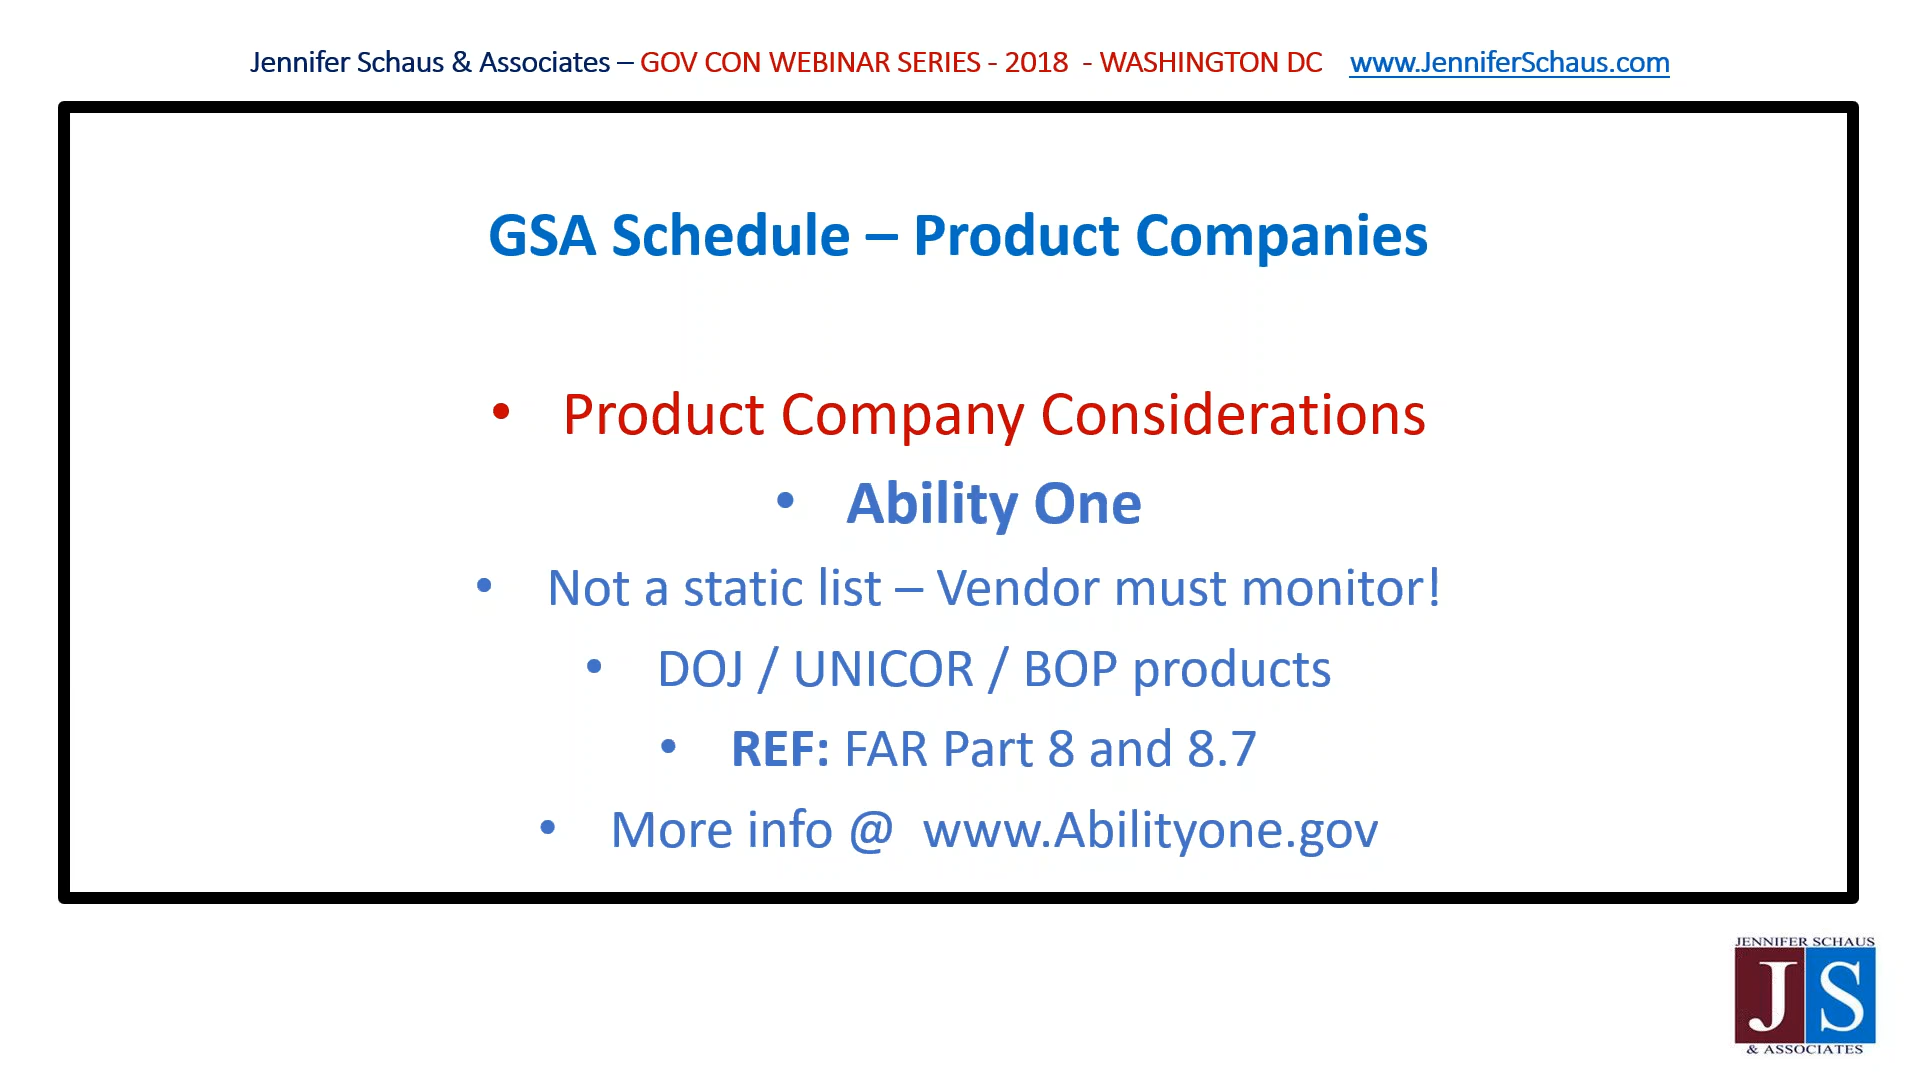 Jennifer Schaus & Associates – GOV CON WEBINAR SERIES - 2018 - WASHINGTON DC www.JenniferSchaus.com
GSA Schedule – Product Companies
• Product Company Considerations
• Ability One
• Not a static list – Vendor must monitor!
• DOJ / UNICOR / BOP products
• REF: FAR Part 8 and 8.7
• More info @ www.Abilityone.gov
JENNIFER SCHAUS
JS
& ASSOCIATES